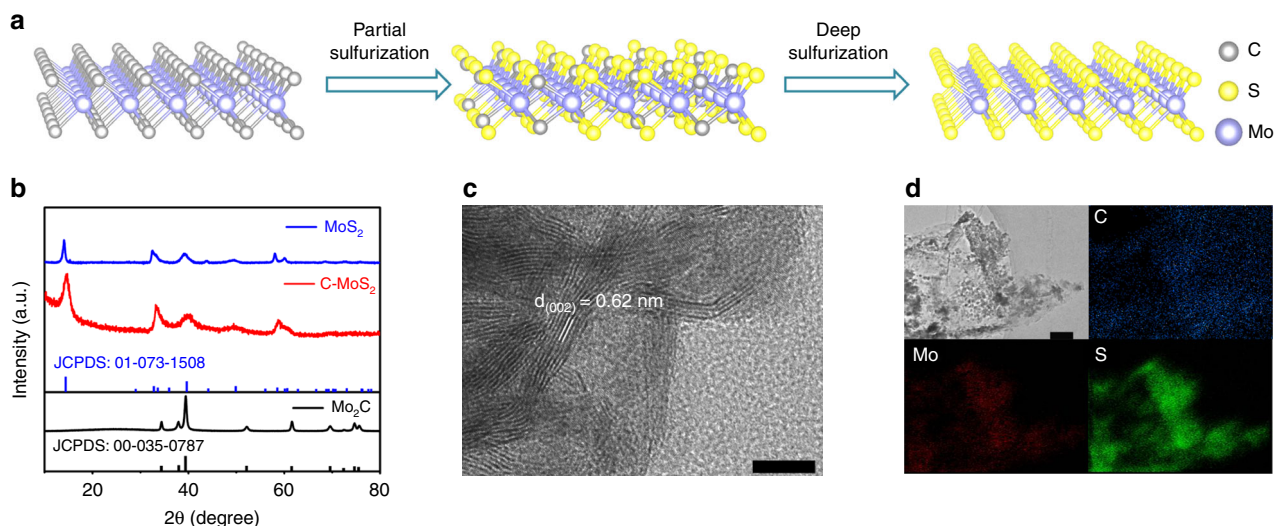 a
Partial
sulfurization
Deep
sulfurization
C
S
Mo
b
MoS₂
C-MoS₂
JCPDS: 01-073-1508
Mo₂C
JCPDS: 00-035-0787
Intensity (a.u.)
20
40
60
80
2θ (degree)
c
d₍₀₀₂₎ = 0.62 nm
d
C
Mo
S